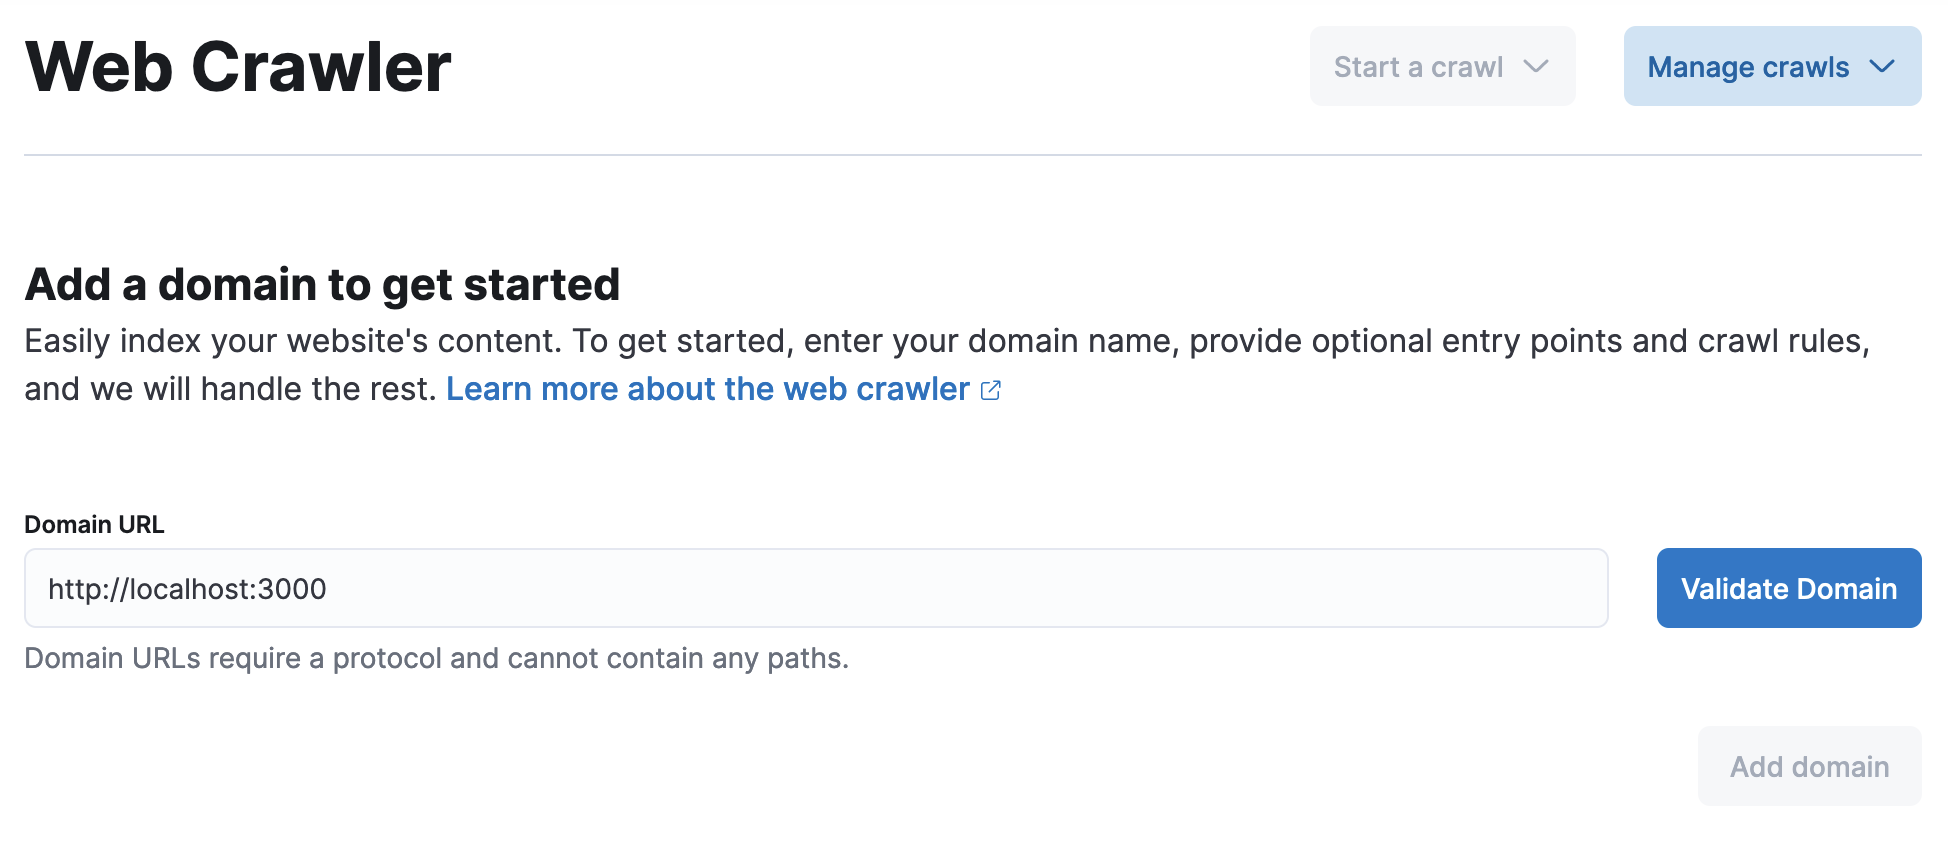 Web Crawler
Start a crawl
Manage crawls
Add a domain to get started
Easily index your website's content. To get started, enter your domain name, provide optional entry points and crawl rules,
and we will handle the rest. Learn more about the web crawler
Domain URL
http://localhost:3000
Validate Domain
Domain URLs require a protocol and cannot contain any paths.
Add domain